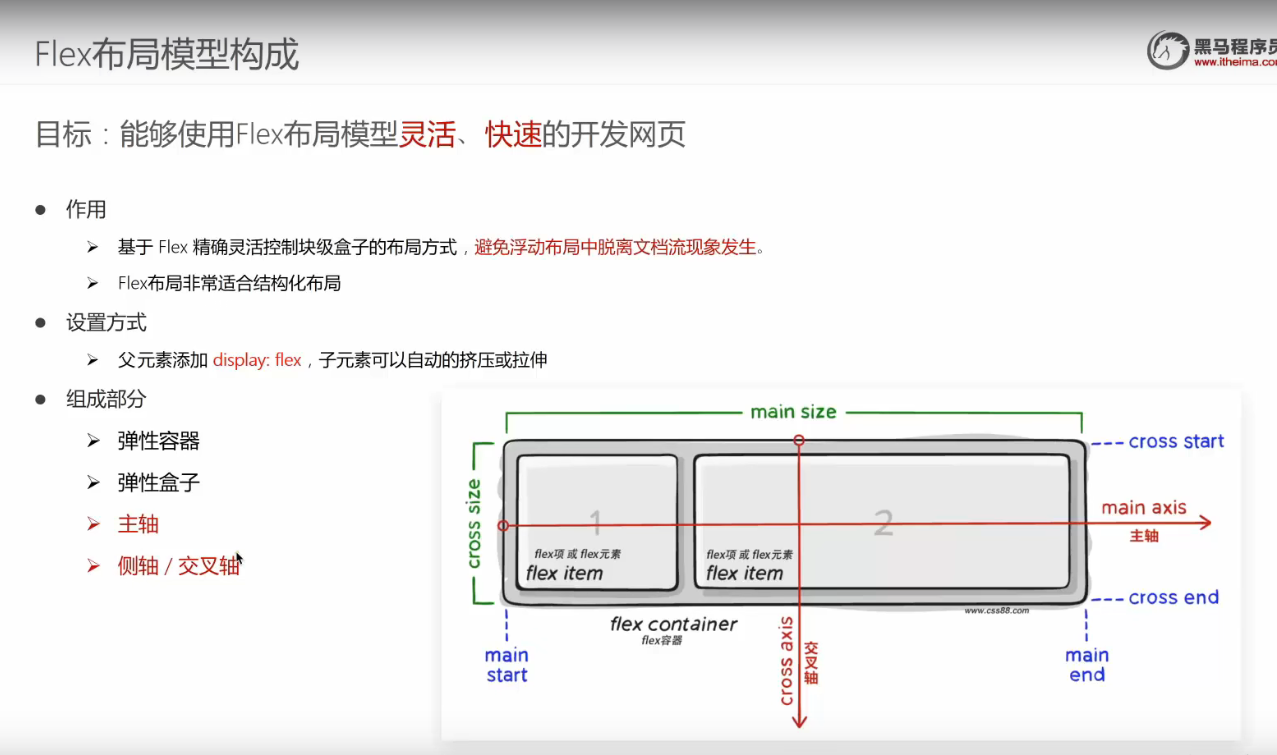 Flex布局模型构成
黑马程序员
www.itheima.com
目标：能够使用Flex布局模型灵活、快速的开发网页
● 作用
➢ 基于 Flex 精确灵活控制块级盒子的布局方式，避免浮动布局中脱离文档流现象发生。
➢ Flex布局非常适合结构化布局
● 设置方式
➢ 父元素添加 display: flex，子元素可以自动的挤压或拉伸
● 组成部分
➢ 弹性容器
➢ 弹性盒子
➢ 主轴
➢ 侧轴 / 交叉轴
main size
cross start
cross size
1
2
main axis
主轴
flex项 或 flex元素
flex item
flex项 或 flex元素
flex item
cross end
www.css88.com
flex container
flex容器
cross axis
交叉轴
main
start
main
end